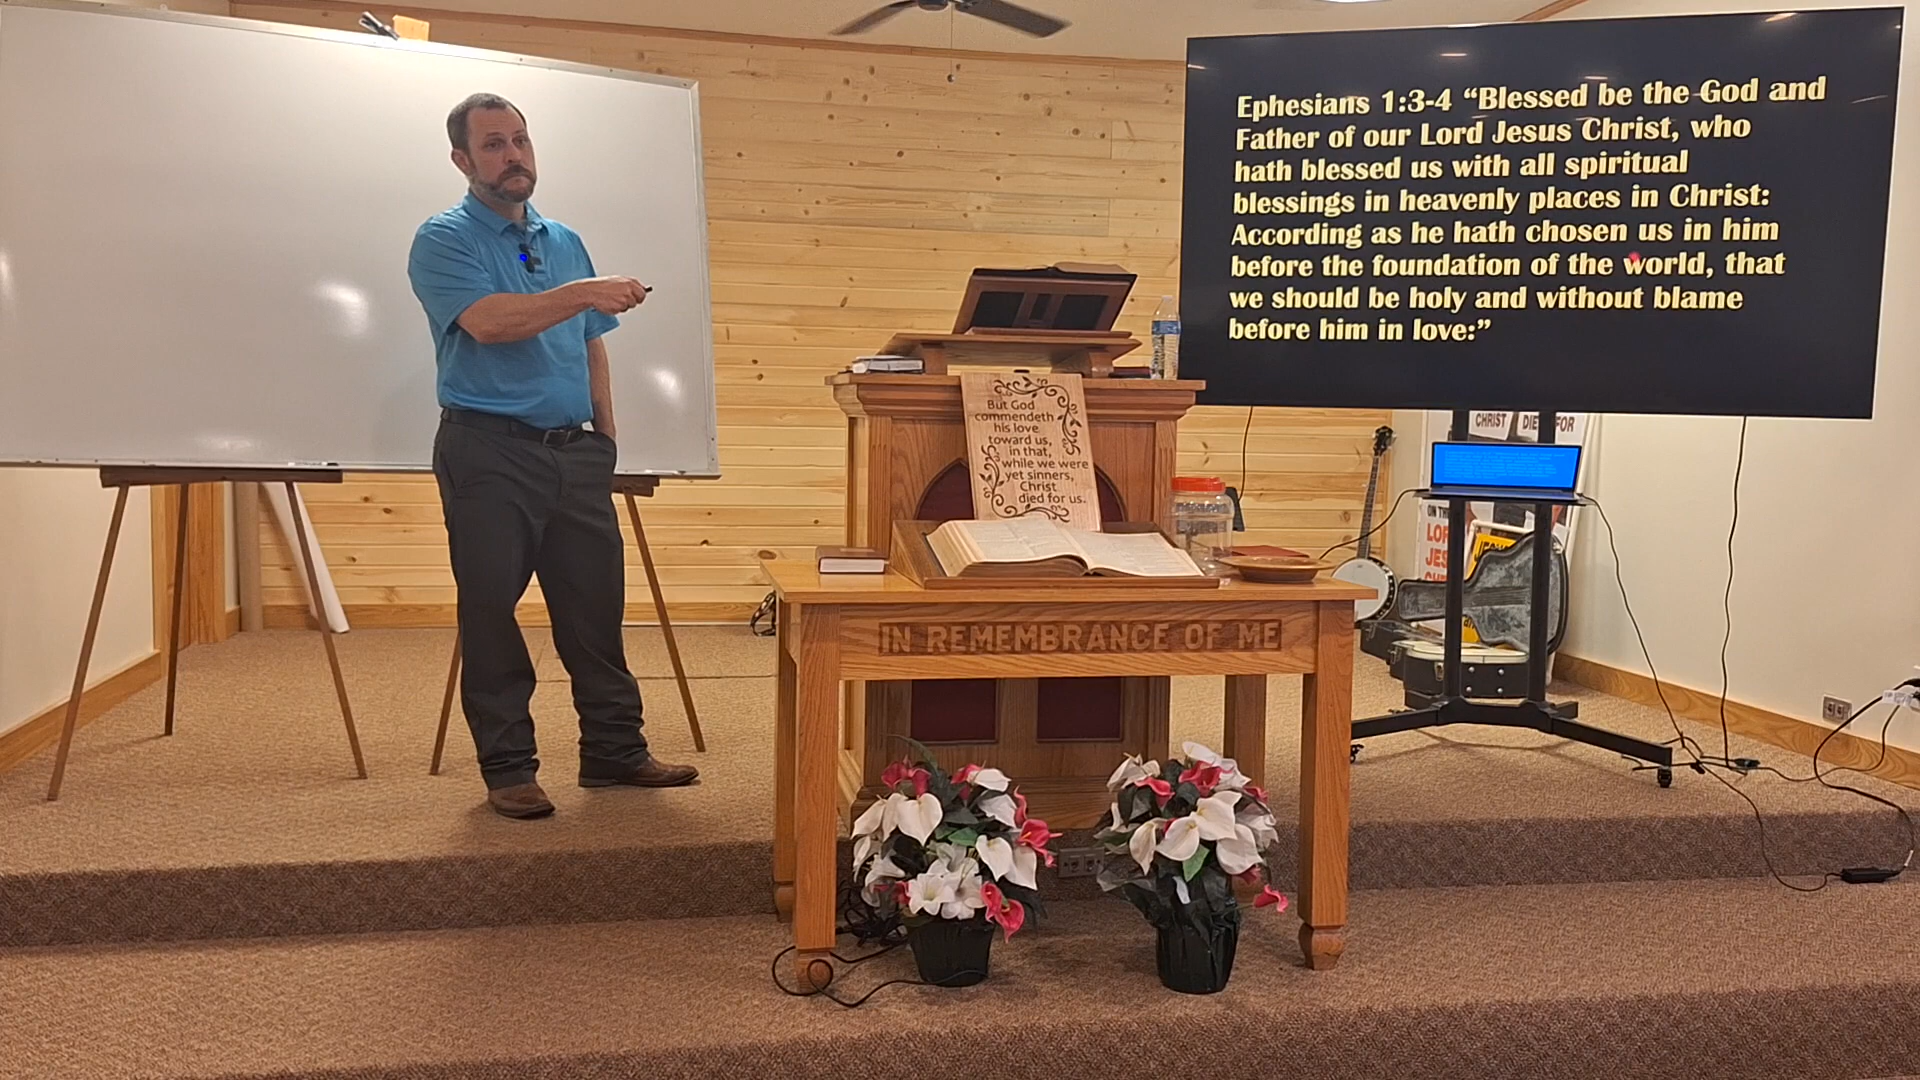 Ephesians 1:3-4 “Blessed be the God and
Father of our Lord Jesus Christ, who
hath blessed us with all spiritual
blessings in heavenly places in Christ:
According as he hath chosen us in him
before the foundation of the world, that
we should be holy and without blame
before him in love:”
But God
commendeth
his love
toward us,
in that,
while we were
yet sinners,
Christ
died for us.
CHRIST
DIED FOR
ON THE
IN REMEMBRANCE OF ME